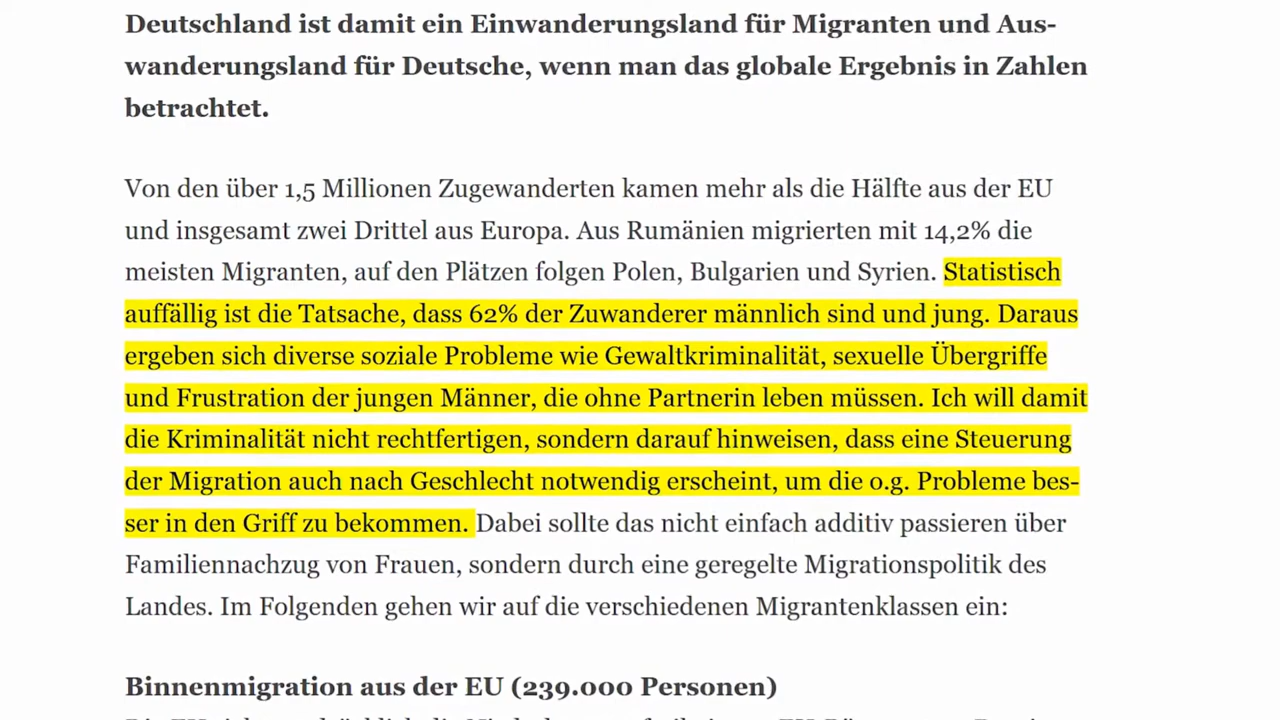 Deutschland ist damit ein Einwanderungsland für Migranten und Aus-
wanderungsland für Deutsche, wenn man das globale Ergebnis in Zahlen
betrachtet.
Von den über 1,5 Millionen Zugewanderten kamen mehr als die Hälfte aus der EU
und insgesamt zwei Drittel aus Europa. Aus Rumänien migrierten mit 14,2% die
meisten Migranten, auf den Plätzen folgen Polen, Bulgarien und Syrien. Statistisch
auffällig ist die Tatsache, dass 62% der Zuwanderer männlich sind und jung. Daraus
ergeben sich diverse soziale Probleme wie Gewaltkriminalität, sexuelle Übergriffe
und Frustration der jungen Männer, die ohne Partnerin leben müssen. Ich will damit
die Kriminalität nicht rechtfertigen, sondern darauf hinweisen, dass eine Steuerung
der Migration auch nach Geschlecht notwendig erscheint, um die o.g. Probleme bes-
ser in den Griff zu bekommen. Dabei sollte das nicht einfach additiv passieren über
Familiennachzug von Frauen, sondern durch eine geregelte Migrationspolitik des
Landes. Im Folgenden gehen wir auf die verschiedenen Migrantenklassen ein:
Binnenmigration aus der EU (239.000 Personen)